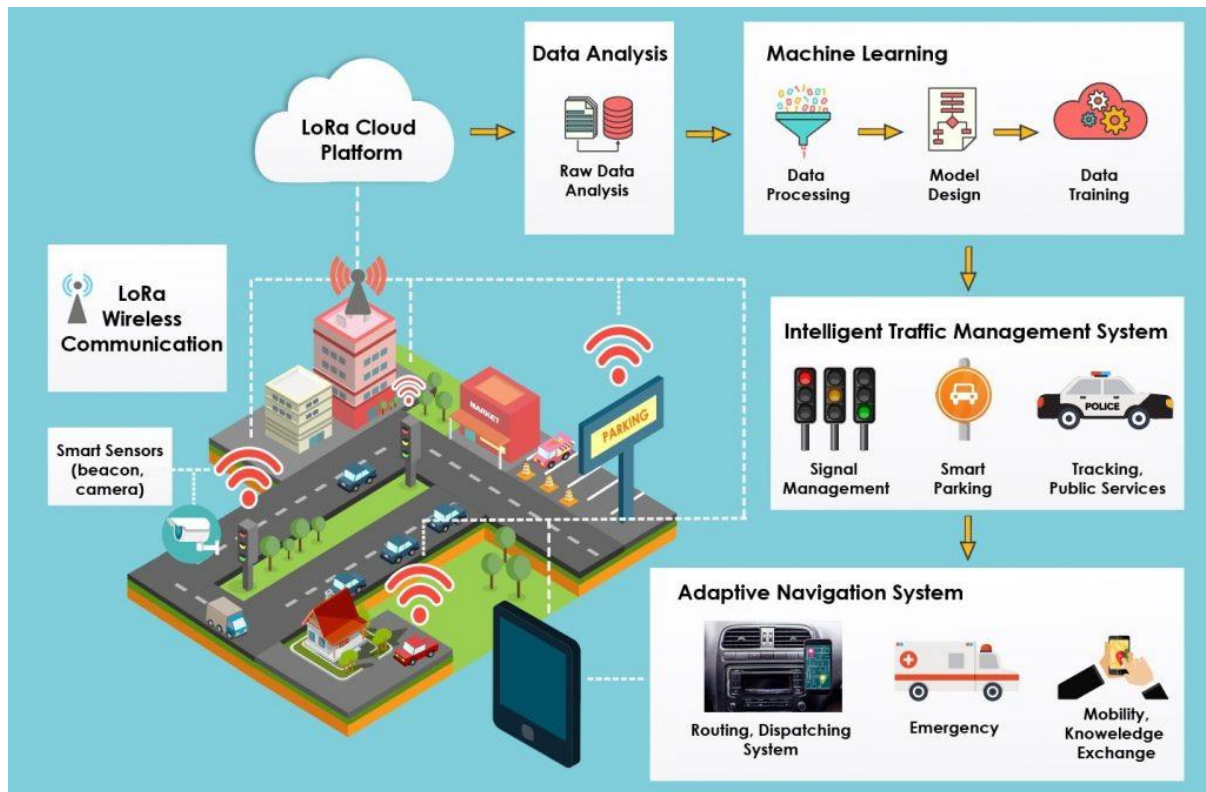 LoRa Cloud
Platform
Data Analysis
Raw Data
Analysis
Machine Learning
Data
Processing
Model
Design
Data
Training
LoRa
Wireless
Communication
Smart Sensors
(beacon,
camera)
MARKET
PARKING
Intelligent Traffic Management System
Signal
Management
Smart
Parking
POLICE
Tracking,
Public Services
Adaptive Navigation System
Routing, Dispatching
System
Emergency
Mobility,
Knoweledge
Exchange